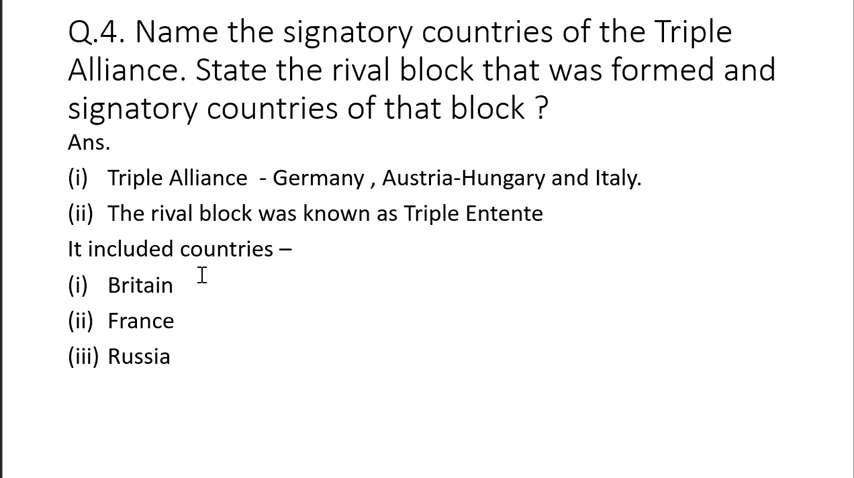 Q.4. Name the signatory countries of the Triple
Alliance. State the rival block that was formed and
signatory countries of that block ?
Ans.
(i) Triple Alliance - Germany , Austria-Hungary and Italy.
(ii) The rival block was known as Triple Entente
It included countries –
(i) Britain
(ii) France
(iii) Russia